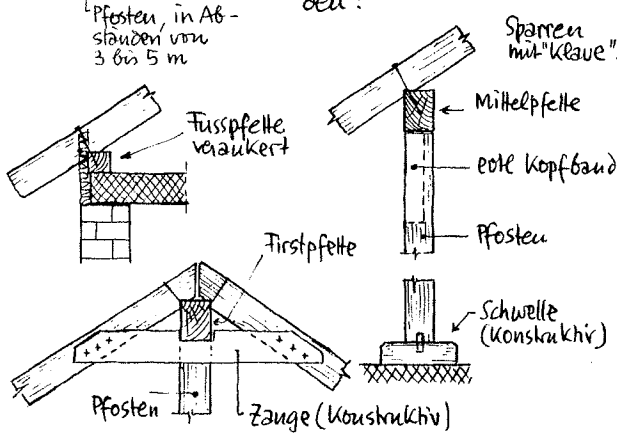 Pfosten, in Ab-
ständen von
3 bis 5 m
den:
Sparren
mit "Klaue".
Mittelpfette
evtl Kopfband
Pfosten
Schwelle
(Konstruktiv)
Fusspfette
verankert
Firstpfette
Pfosten
Zange (Konstruktiv)